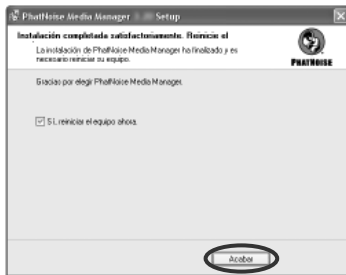 PhatNoise Media Manager Setup
Instalación completada satisfactoriamente. Reinicie el
La instalación de PhatNoise Media Manager ha finalizado y es
necesario reiniciar su equipo.
PHATNOISE
Gracias por elegir PhatNoise Media Manager.
Sí, reiniciar el equipo ahora.
Acabar